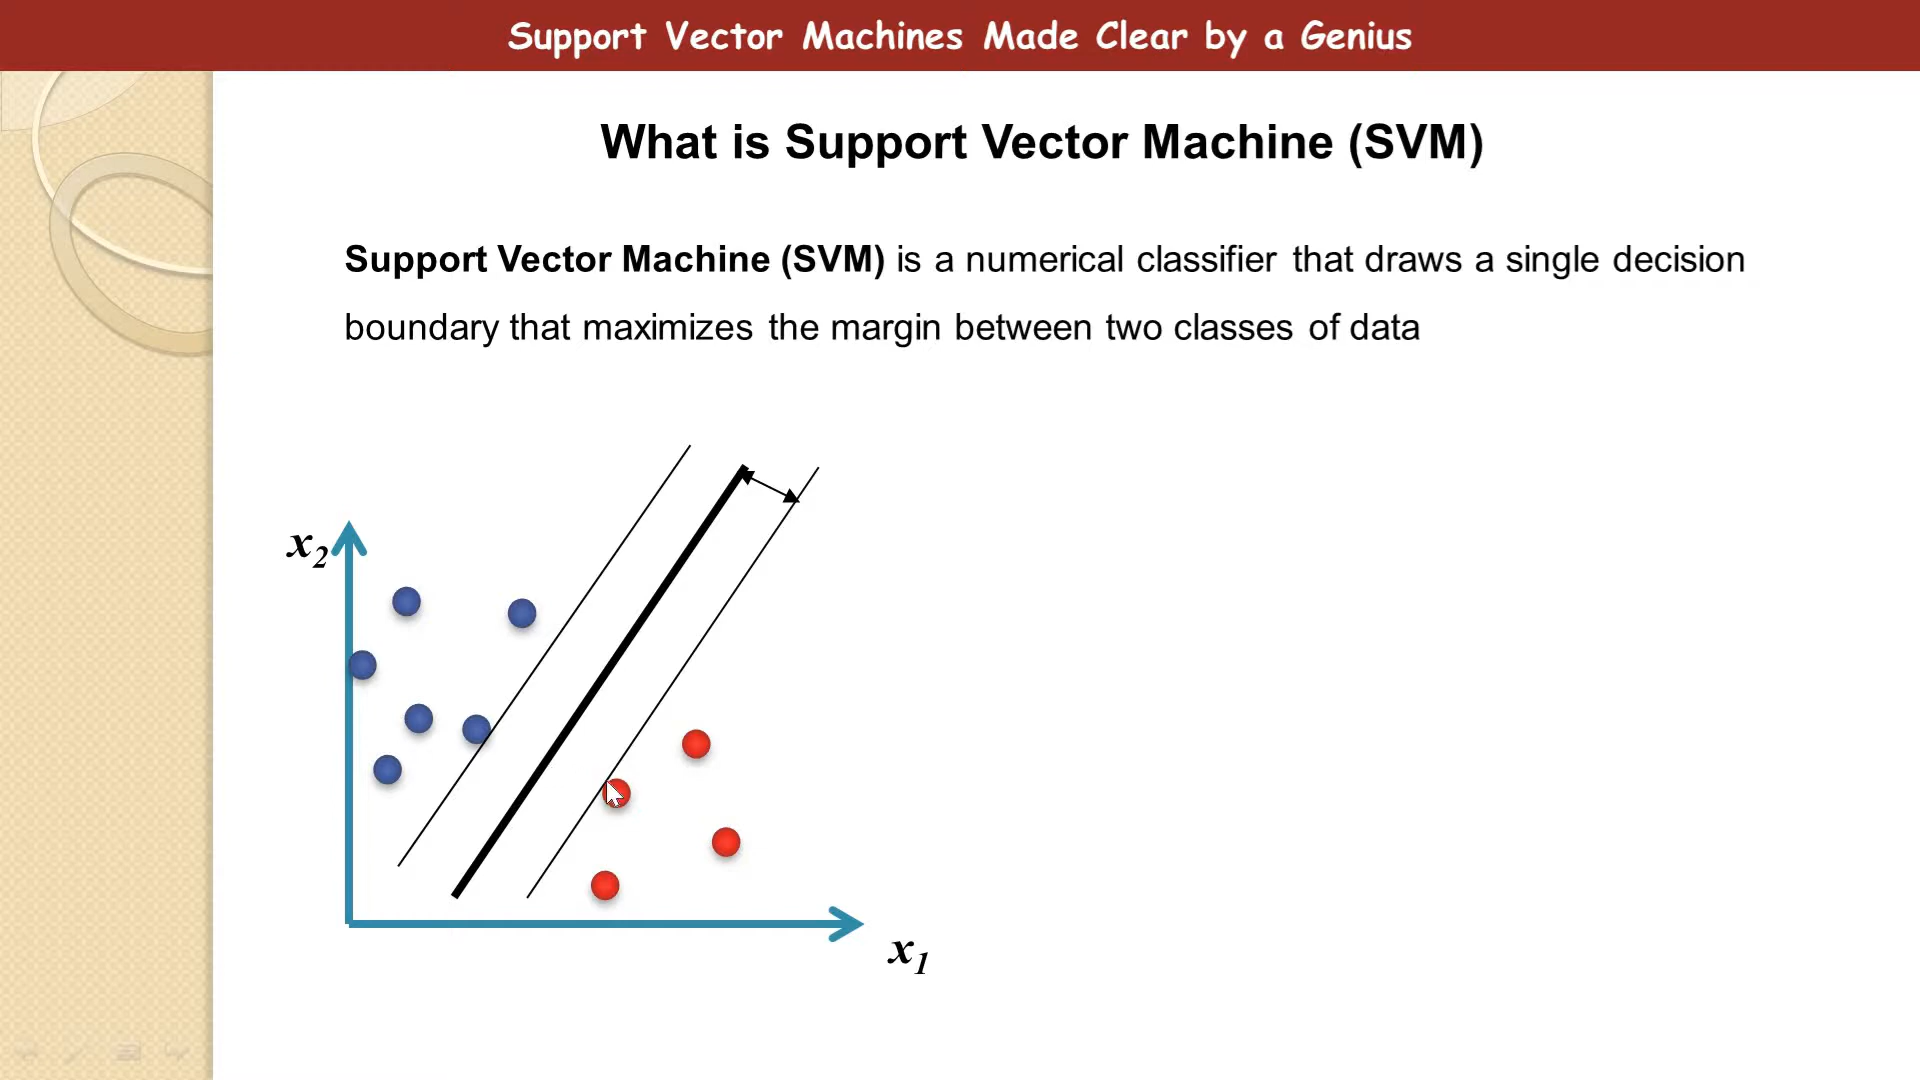 Support Vector Machines Made Clear by a Genius
What is Support Vector Machine (SVM)
Support Vector Machine (SVM) is a numerical classifier that draws a single decision
boundary that maximizes the margin between two classes of data
x2
x1